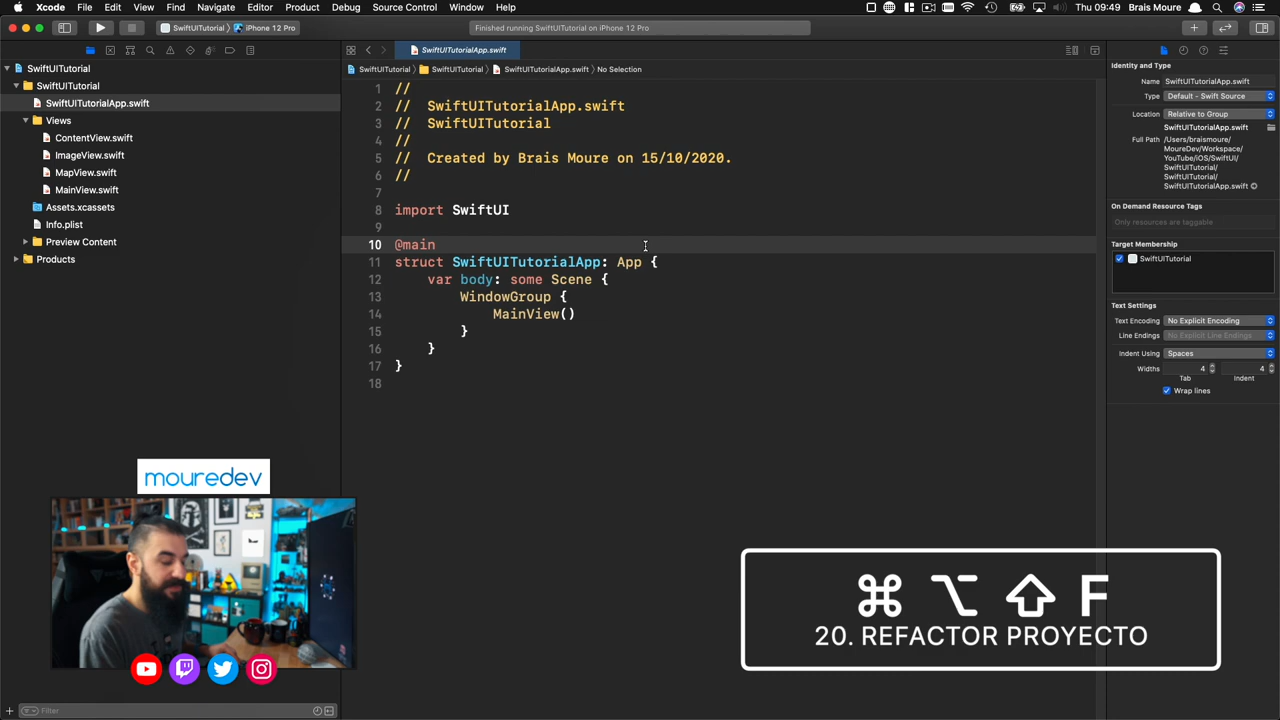 Xcode File Edit View Find Navigate Editor Product Debug Source Control Window Help Thu 09:49 Brais Moure
SwiftUITutorial iPhone 12 Pro Finished running SwiftUITutorial on iPhone 12 Pro
SwiftUITutorialApp.swift
SwiftUITutorial SwiftUITutorial SwiftUITutorialApp.swift No Selection
SwiftUITutorial
SwiftUITutorial
SwiftUITutorialApp.swift
Views
ContentView.swift
ImageView.swift
MapView.swift
MainView.swift
Assets.xcassets
Info.plist
Preview Content
Products
Filter
1 //
2 // SwiftUITutorialApp.swift
3 // SwiftUITutorial
4 //
5 // Created by Brais Moure on 15/10/2020.
6 //
7
8 import SwiftUI
9
10 @main
11 struct SwiftUITutorialApp: App {
12 var body: some Scene {
13 WindowGroup {
14 MainView()
15 }
16 }
17 }
18
Identity and Type
Name SwiftUITutorialApp.swift
Type Default - Swift Source
Location Relative to Group
SwiftUITutorialApp.swift
Full Path /Users/braismoure/
MoureDev/Workspace/
YouTube/iOS/SwiftUI/
SwiftUITutorial/
SwiftUITutorial/
SwiftUITutorialApp.swift
On Demand Resource Tags
Only resources are taggable
Target Membership
SwiftUITutorial
Text Settings
Text Encoding No Explicit Encoding
Line Endings No Explicit Line Endings
Indent Using Spaces
Widths 4 4
Tab Indent
Wrap lines
mouredev
⌘ ⌥ ⇧ F
20. REFACTOR PROYECTO